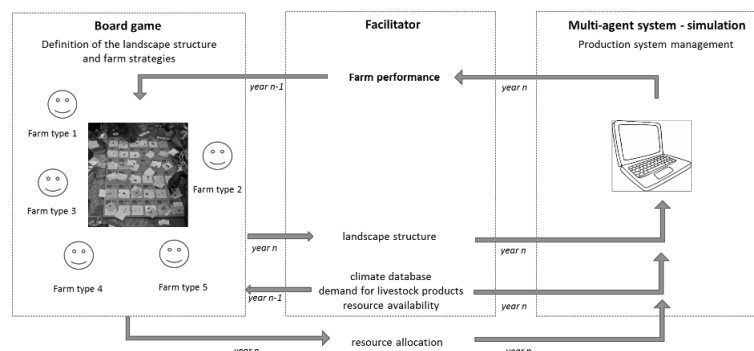 Board game
Definition of the landscape structure
and farm strategies
Facilitator
Multi-agent system - simulation
Production system management
Farm performance
year n-1
year n
Farm type 1
Farm type 2
Farm type 3
Farm type 4
Farm type 5
year n
landscape structure
year n
climate database
demand for livestock products
resource availability
year n-1
year n
resource allocation
year n
year n